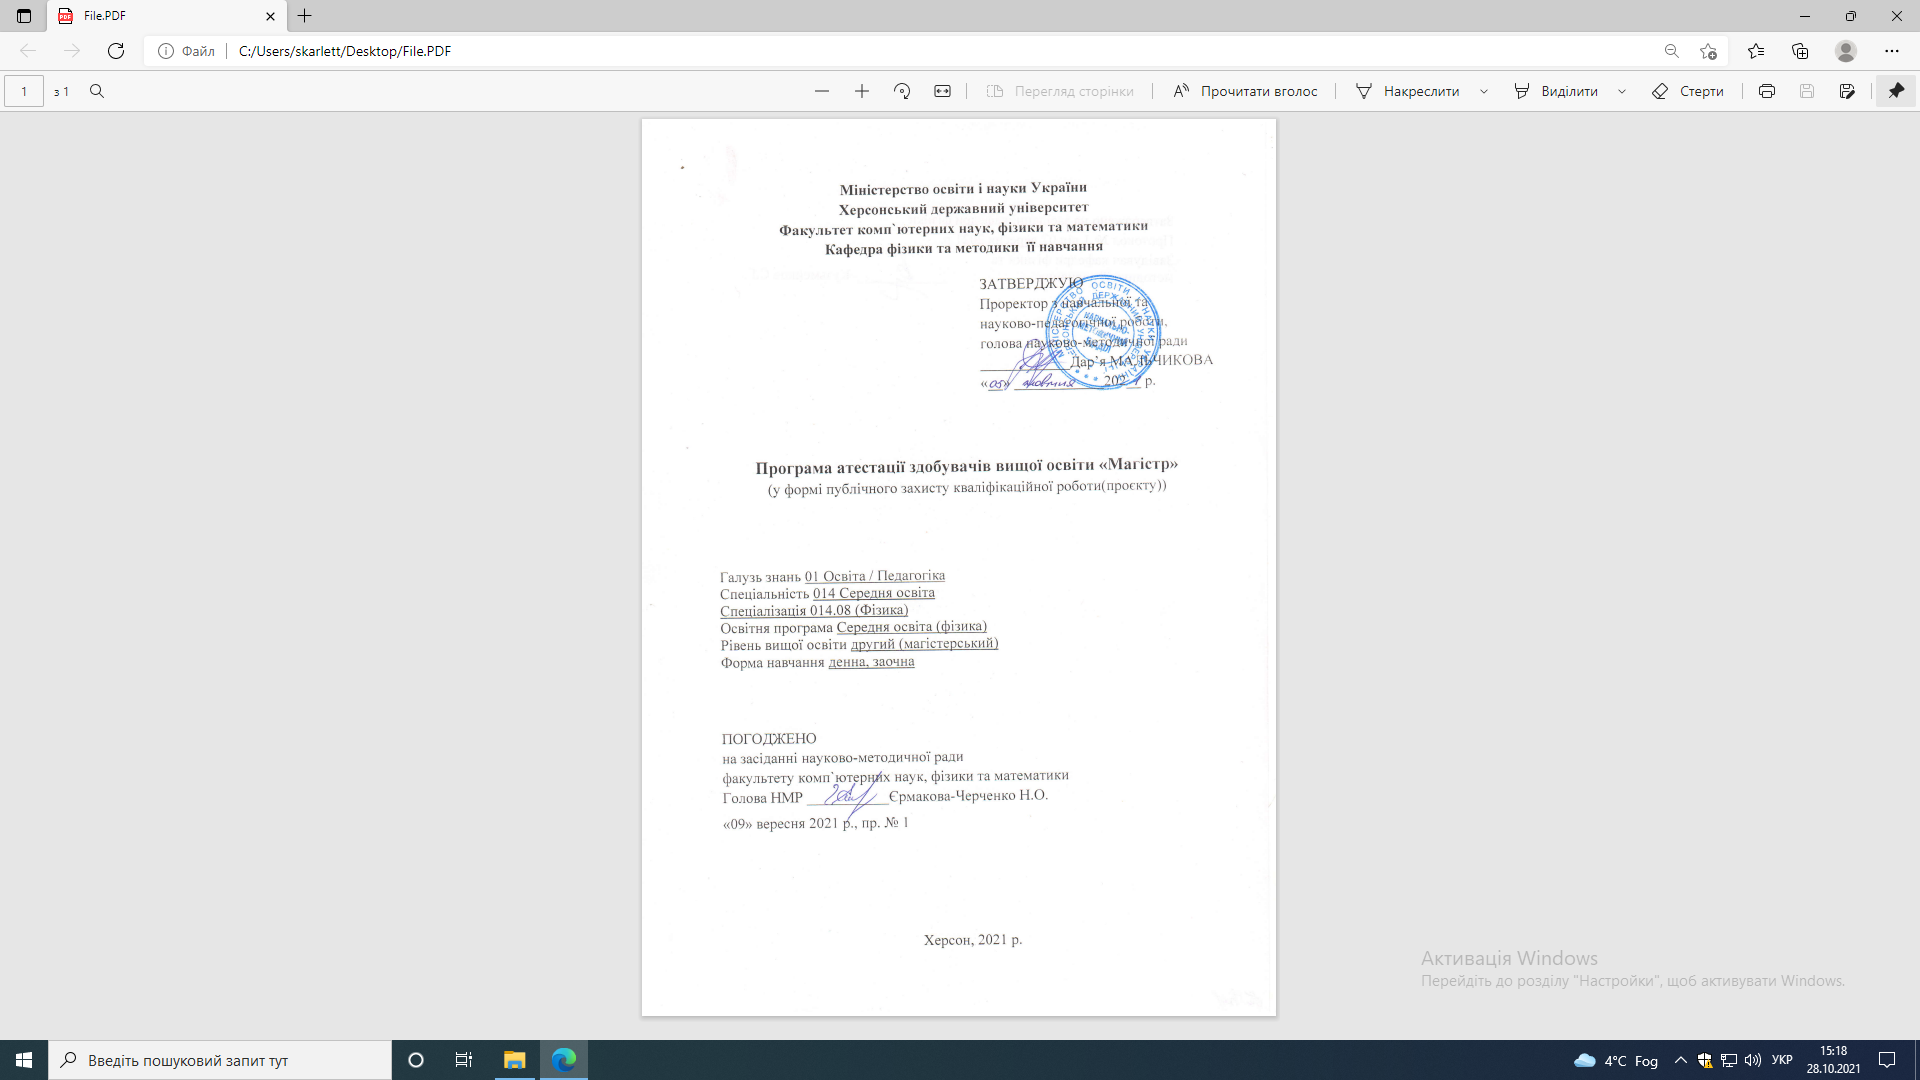 File.PDF
Файл
C:/Users/skarlett/Desktop/File.PDF
1
з 1
Перегляд сторінки
Прочитати вголос
Накреслити
Виділити
Стерти
Міністерство освіти і науки України
Херсонський державний університет
Факультет комп`ютерних наук, фізики та математики
Кафедра фізики та методики її навчання
ЗАТВЕРДЖУЮ
Проректор з навчальної та
науково-педагогічної роботи,
голова науково-методичної ради
Дар’я МАЛЬЧИКОВА
«05» жовтня 2021 р.
Програма атестації здобувачів вищої освіти «Магістр»
(у формі публічного захисту кваліфікаційної роботи(проєкту))
Галузь знань 01 Освіта / Педагогіка
Спеціальність 014 Середня освіта
Спеціалізація 014.08 (Фізика)
Освітня програма Середня освіта (фізика)
Рівень вищої освіти другий (магістерський)
Форма навчання денна, заочна
ПОГОДЖЕНО
на засіданні науково-методичної ради
факультету комп`ютерних наук, фізики та математики
Голова НМР ____________Єрмакова-Черченко Н.О.
«09» вересня 2021 р., пр. № 1
Херсон, 2021 р.
Активація Windows
Перейдіть до розділу "Настройки", щоб активувати Windows.
Введіть пошуковий запит тут
4°C Fog
УКР
15:18
28.10.2021